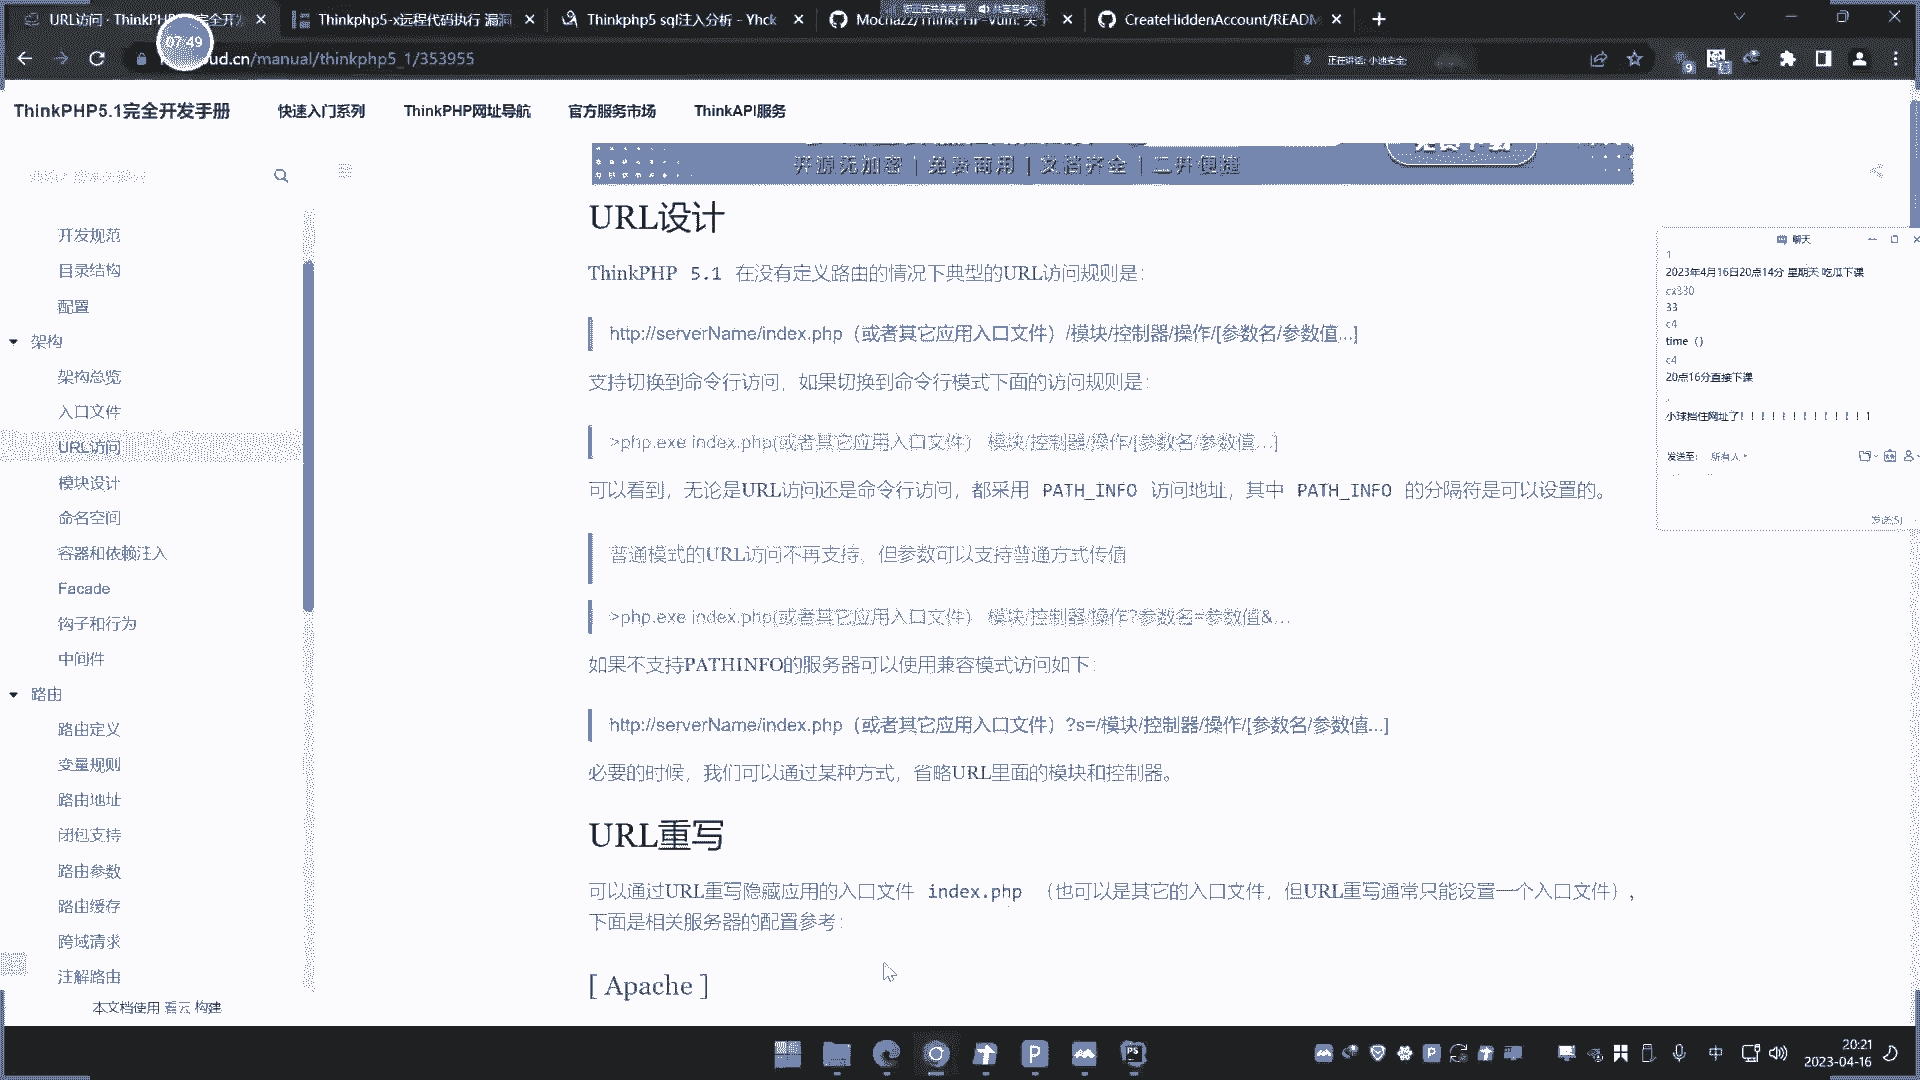 URL访问 · ThinkPH
Thinkphp5-x远程代码执行 漏洞
Thinkphp5 sql注入分析 - Yhck
CreateHiddenAccount/READM
07:49
ud.cn/manual/thinkphp5_1/353955
正在讲话: 小迪安全;
ThinkPHP5.1完全开发手册
快速入门系列
ThinkPHP网址导航
官方服务市场
ThinkAPI服务
开源无加密 | 免费商用 | 文档齐全 | 二开便捷
开发规范
目录结构
配置
架构
架构总览
入口文件
URL访问
模块设计
命名空间
容器和依赖注入
Facade
钩子和行为
中间件
路由
路由定义
变量规则
路由地址
闭包支持
路由参数
路由缓存
跨域请求
注解路由
本文档使用 看云 构建
URL设计
ThinkPHP 5.1 在没有定义路由的情况下典型的URL访问规则是：
http://serverName/index.php（或者其它应用入口文件）/模块/控制器/操作/[参数名/参数值...]
支持切换到命令行访问，如果切换到命令行模式下面的访问规则是：
>php.exe index.php(或者其它应用入口文件） 模块/控制器/操作/[参数名/参数值...]
可以看到，无论是URL访问还是命令行访问，都采用 PATH_INFO 访问地址，其中 PATH_INFO 的分隔符是可以设置的。
普通模式的URL访问不再支持，但参数可以支持普通方式传值
>php.exe index.php(或者其它应用入口文件） 模块/控制器/操作?参数名=参数值&...
如果不支持PATHINFO的服务器可以使用兼容模式访问如下：
http://serverName/index.php（或者其它应用入口文件）?s=/模块/控制器/操作/[参数名/参数值...]
必要的时候，我们可以通过某种方式，省略URL里面的模块和控制器。
URL重写
可以通过URL重写隐藏应用的入口文件 index.php （也可以是其它的入口文件，但URL重写通常只能设置一个入口文件），
下面是相关服务器的配置参考：
[ Apache ]
聊天
1
2023年4月16日20点14分 星期天 吃瓜下课
33
c4
time（）
c4
20点16分直接下课
.
小球档住网址了！！！！！！！！！！！！！1
发送至: 所有人
发送(S)
中
20:21
2023-04-16